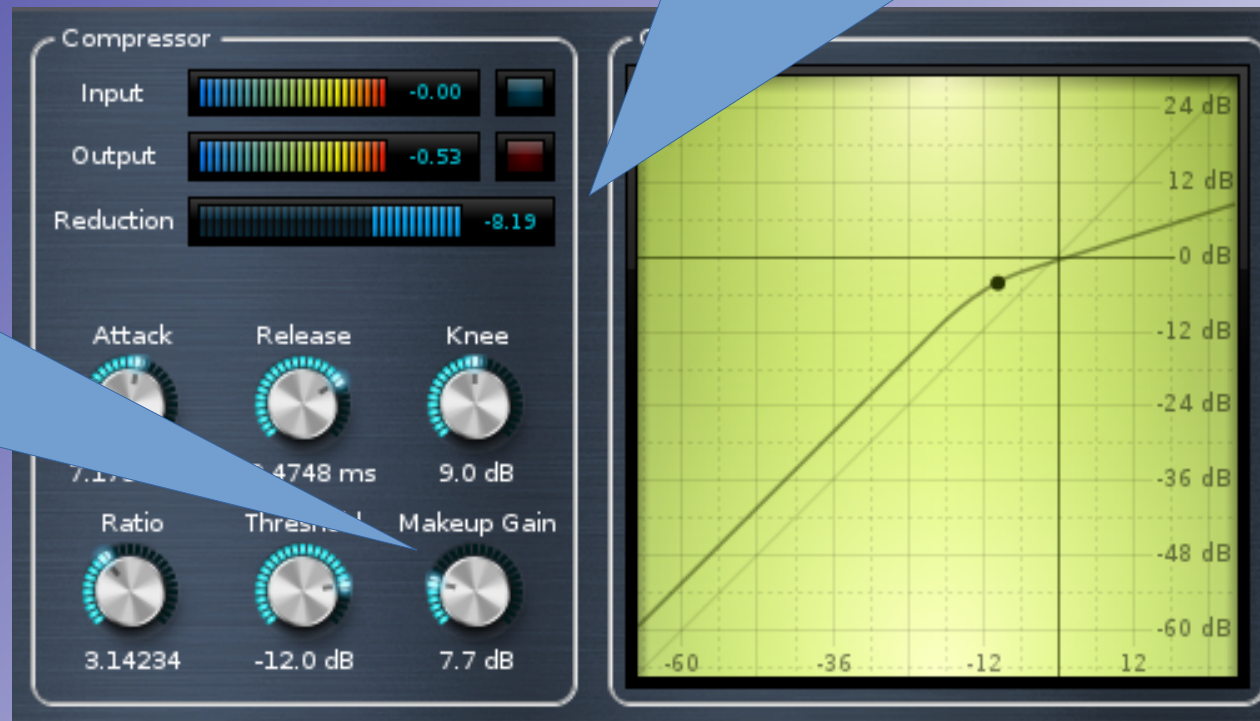 Compressor
Input -0.00
Output -0.53
Reduction -8.19
Attack Release Knee
4748 ms 9.0 dB
Ratio Makeup Gain
3.14234 -12.0 dB 7.7 dB
24 dB
12 dB
0 dB
-12 dB
-24 dB
-36 dB
-48 dB
-60 dB
-60 -36 -12 12